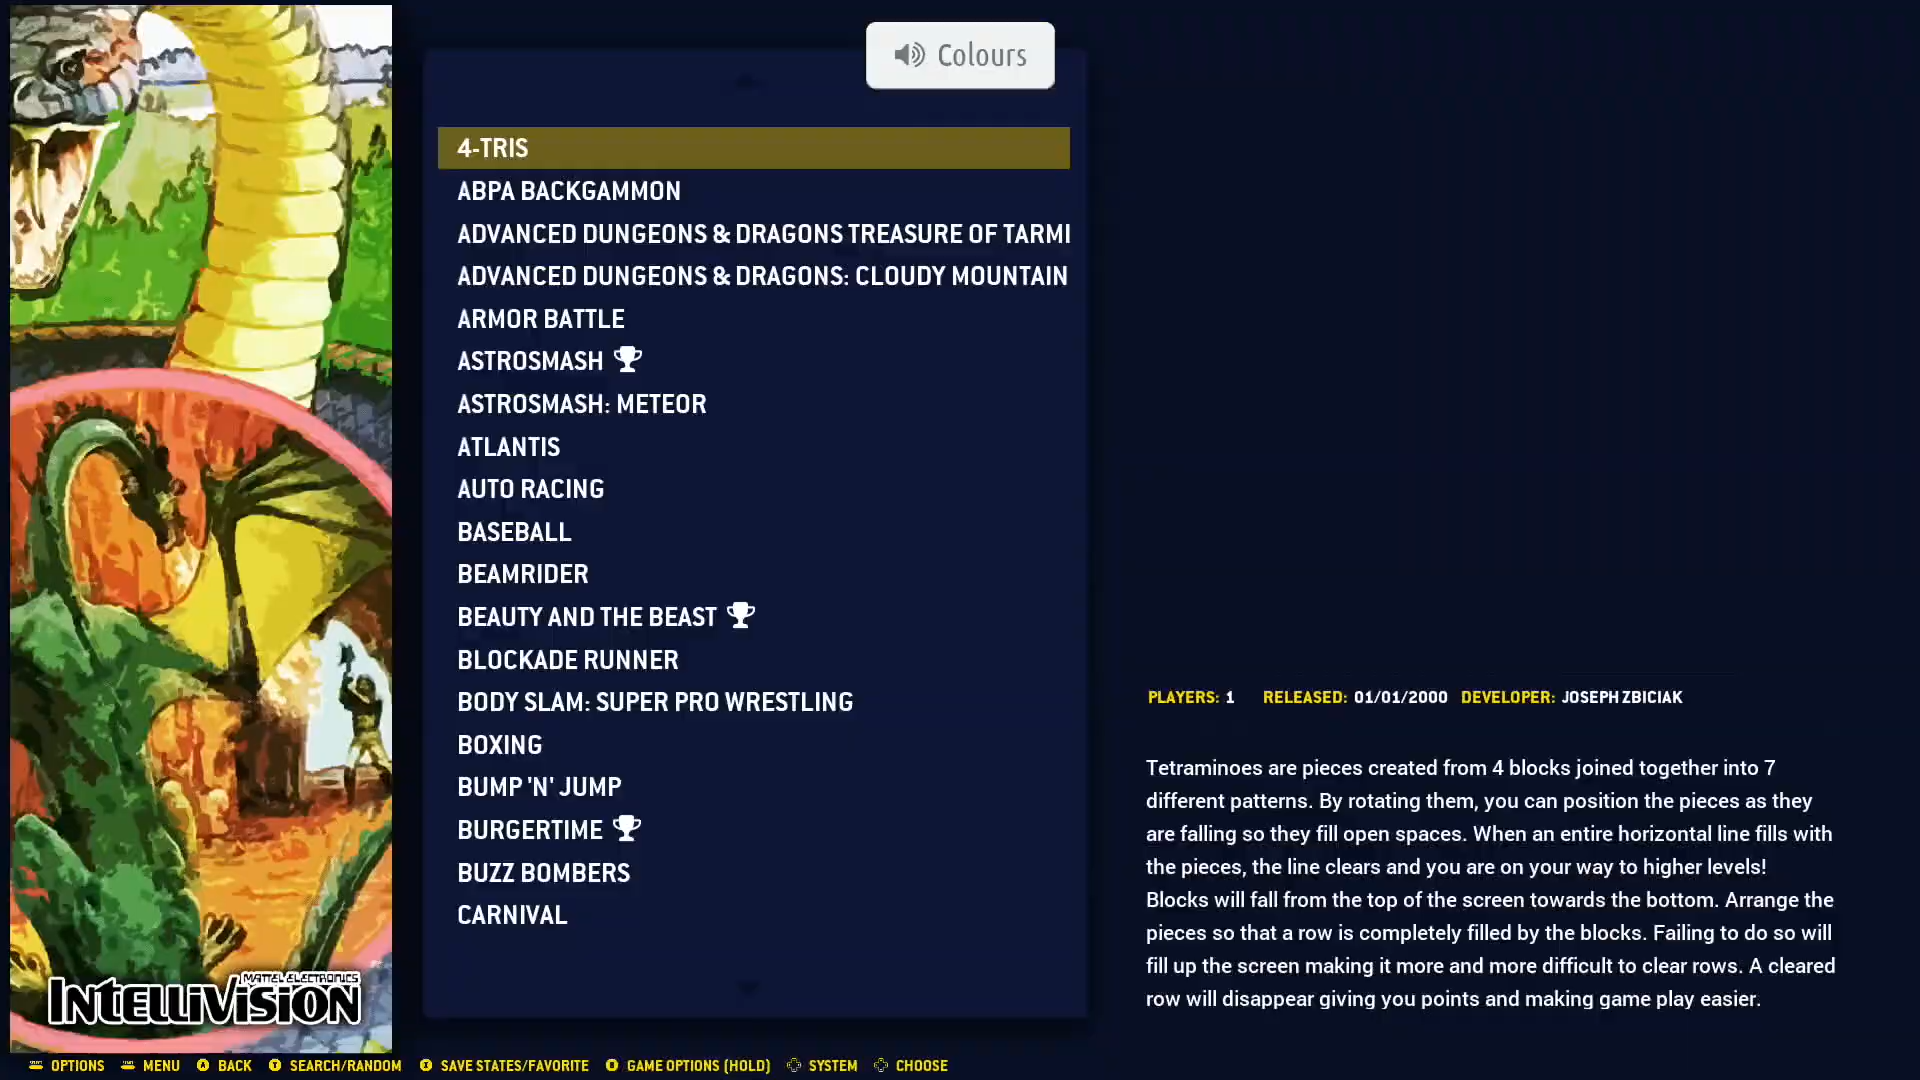 Colours
4-TRIS
ABPA BACKGAMMON
ADVANCED DUNGEONS & DRAGONS TREASURE OF TARMI
ADVANCED DUNGEONS & DRAGONS: CLOUDY MOUNTAIN
ARMOR BATTLE
ASTROSMASH
ASTROSMASH: METEOR
ATLANTIS
AUTO RACING
BASEBALL
BEAMRIDER
BEAUTY AND THE BEAST
BLOCKADE RUNNER
BODY SLAM: SUPER PRO WRESTLING
BOXING
BUMP 'N' JUMP
BURGERTIME
BUZZ BOMBERS
CARNIVAL
PLAYERS: 1 RELEASED: 01/01/2000 DEVELOPER: JOSEPH ZBICIAK
Tetraminoes are pieces created from 4 blocks joined together into 7
different patterns. By rotating them, you can position the pieces as they
are falling so they fill open spaces. When an entire horizontal line fills with
the pieces, the line clears and you are on your way to higher levels!
Blocks will fall from the top of the screen towards the bottom. Arrange the
pieces so that a row is completely filled by the blocks. Failing to do so will
fill up the screen making it more and more difficult to clear rows. A cleared
row will disappear giving you points and making game play easier.
MATTEL ELECTRONICS
INTELLIVISION
OPTIONS MENU BACK SEARCH/RANDOM SAVE STATES/FAVORITE GAME OPTIONS (HOLD) SYSTEM CHOOSE